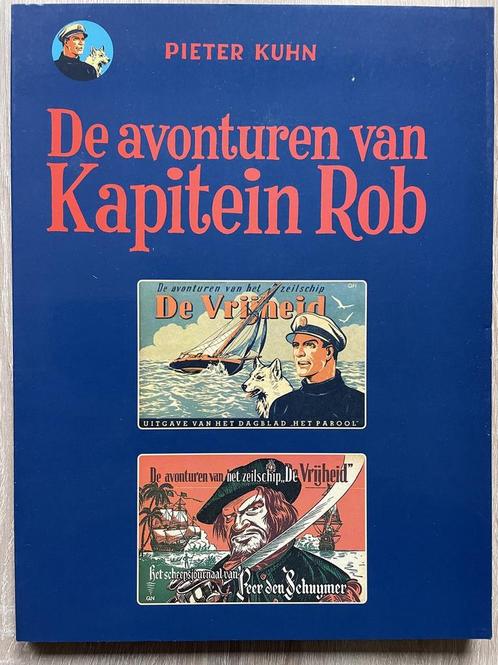 PIETER KUHN
De avonturen van
Kapitein Rob
De avonturen van het zeilschip
De Vrijheid
UITGAVE VAN HET DAGBLAD „HET PAROOL"
De avonturen van het zeilschip „De Vrijheid"
Het scheepsjournaal van
Peer den Schuymer